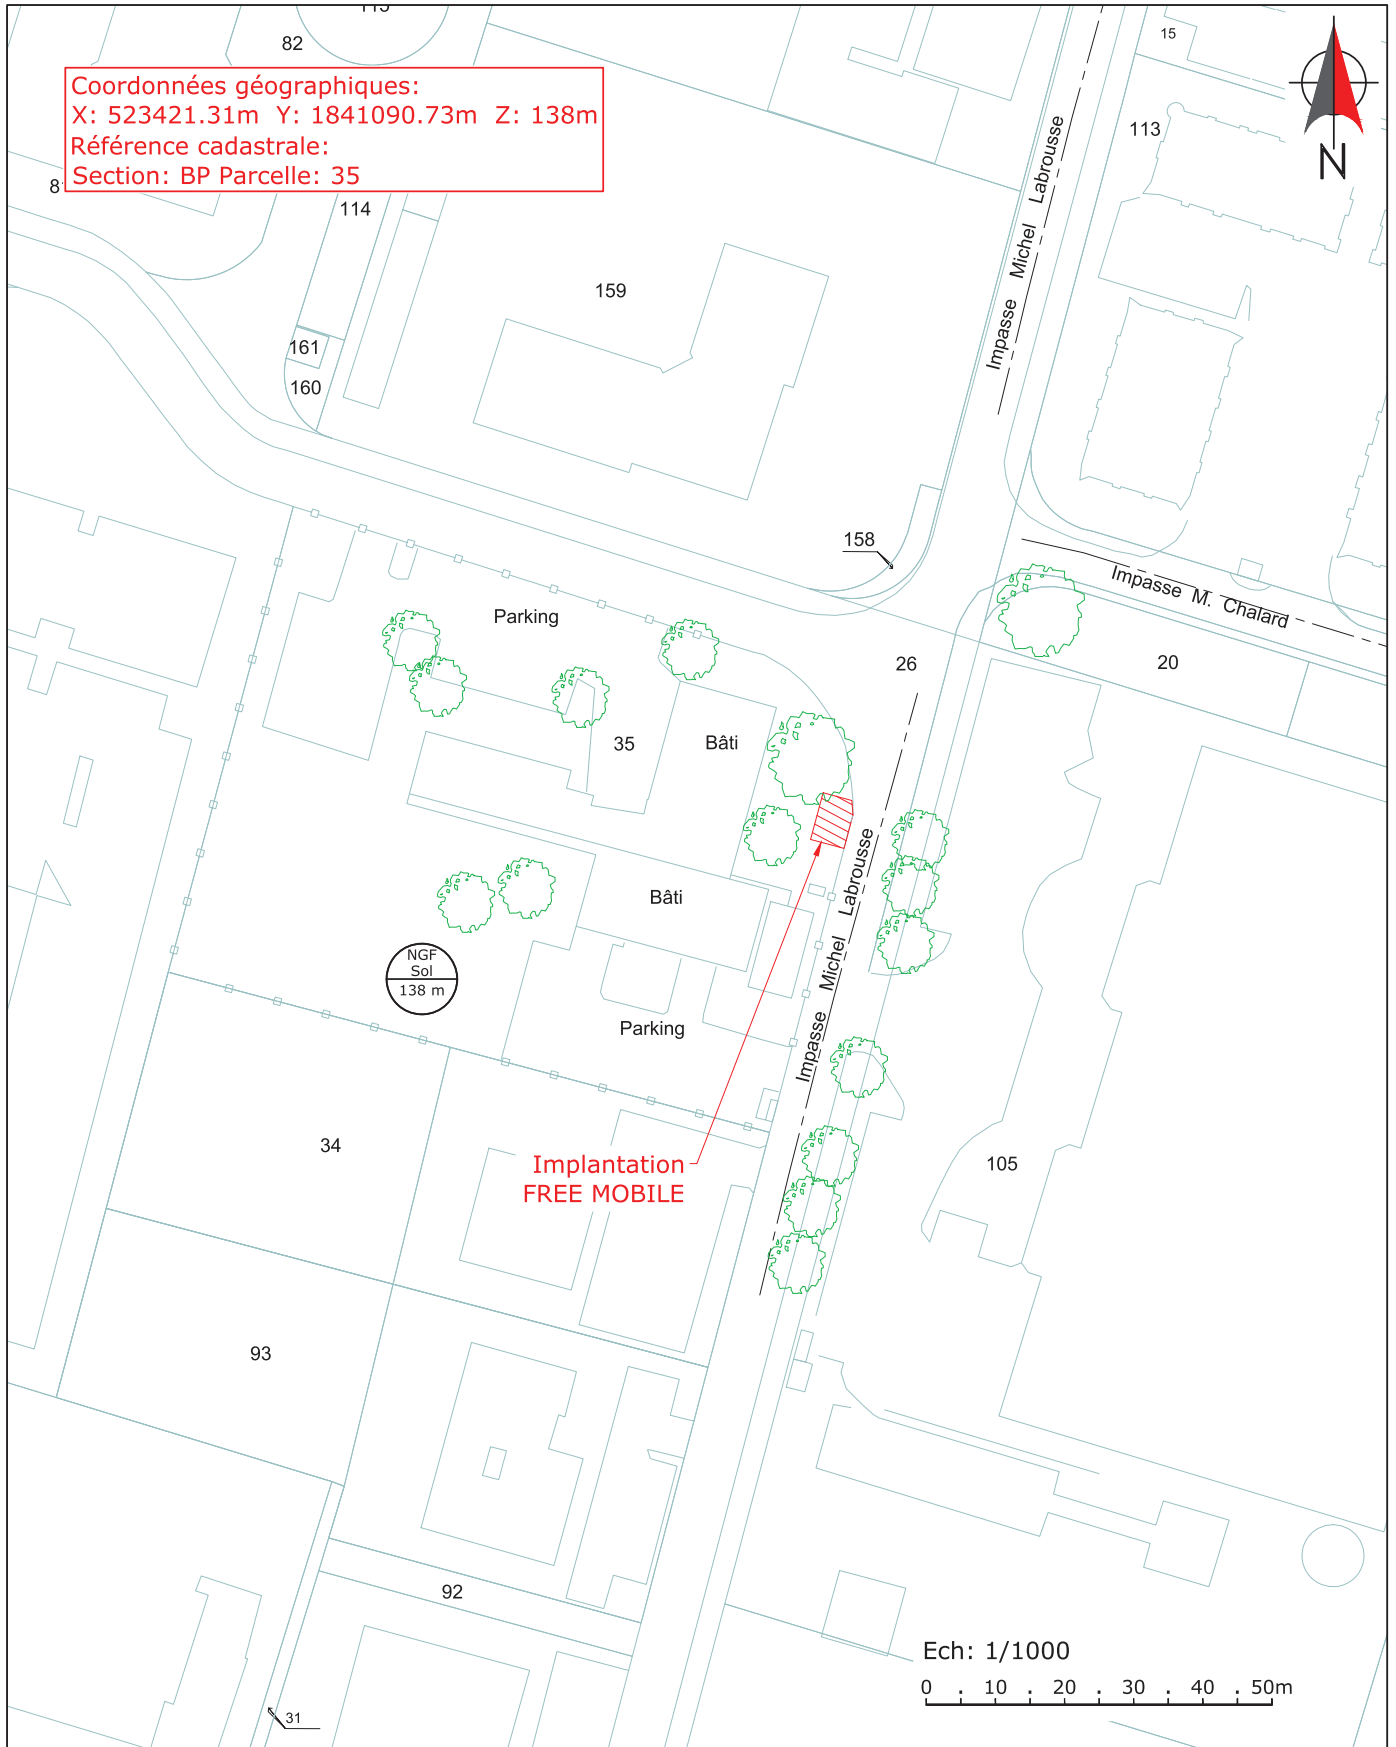 82
15
Coordonnées géographiques:
X: 523421.31m Y: 1841090.73m Z: 138m
Référence cadastrale:
Section: BP Parcelle: 35
N
113
114
Impasse Michel Labrousse
159
161
160
158
Impasse M. Chalard
Parking
26
20
35
Bâti
Bâti
Impasse Michel Labrousse
NGF
Sol
138 m
Parking
34
Implantation
FREE MOBILE
105
93
92
Ech: 1/1000
0 . 10 . 20 . 30 . 40 . 50m
31